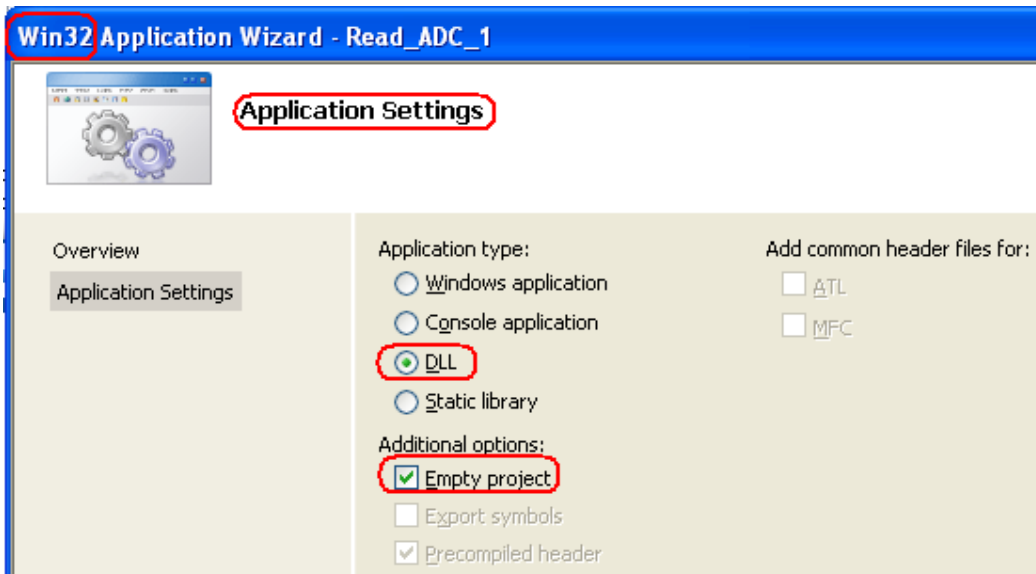 Win32 Application Wizard - Read_ADC_1
Application Settings
Overview
Application Settings
Application type:
Windows application
Console application
DLL
Static library
Additional options:
Empty project
Export symbols
Precompiled header
Add common header files for:
ATL
MFC